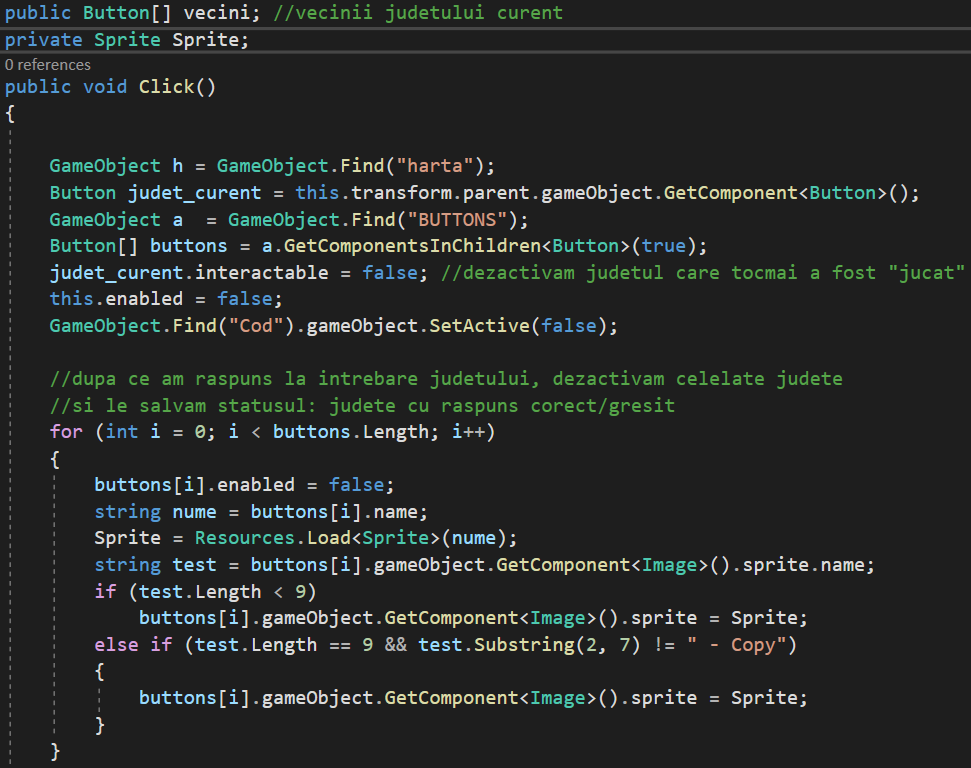 public Button[] vecini; //vecinii judetului curent
private Sprite Sprite;
0 references
public void Click()
{
GameObject h = GameObject.Find("harta");
Button judet_curent = this.transform.parent.gameObject.GetComponent<Button>();
GameObject a  = GameObject.Find("BUTTONS");
Button[] buttons = a.GetComponentsInChildren<Button>(true);
judet_curent.interactable = false; //dezactivam judetul care tocmai a fost "jucat"
this.enabled = false;
GameObject.Find("Cod").gameObject.SetActive(false);
//dupa ce am raspuns la intrebare judetului, dezactivam celelate judete
//si le salvam statusul: judete cu raspuns corect/gresit
for (int i = 0; i < buttons.Length; i++)
{
buttons[i].enabled = false;
string nume = buttons[i].name;
Sprite = Resources.Load<Sprite>(nume);
string test = buttons[i].gameObject.GetComponent<Image>().sprite.name;
if (test.Length < 9)
buttons[i].gameObject.GetComponent<Image>().sprite = Sprite;
else if (test.Length == 9 && test.Substring(2, 7) != " - Copy")
{
buttons[i].gameObject.GetComponent<Image>().sprite = Sprite;
}
}